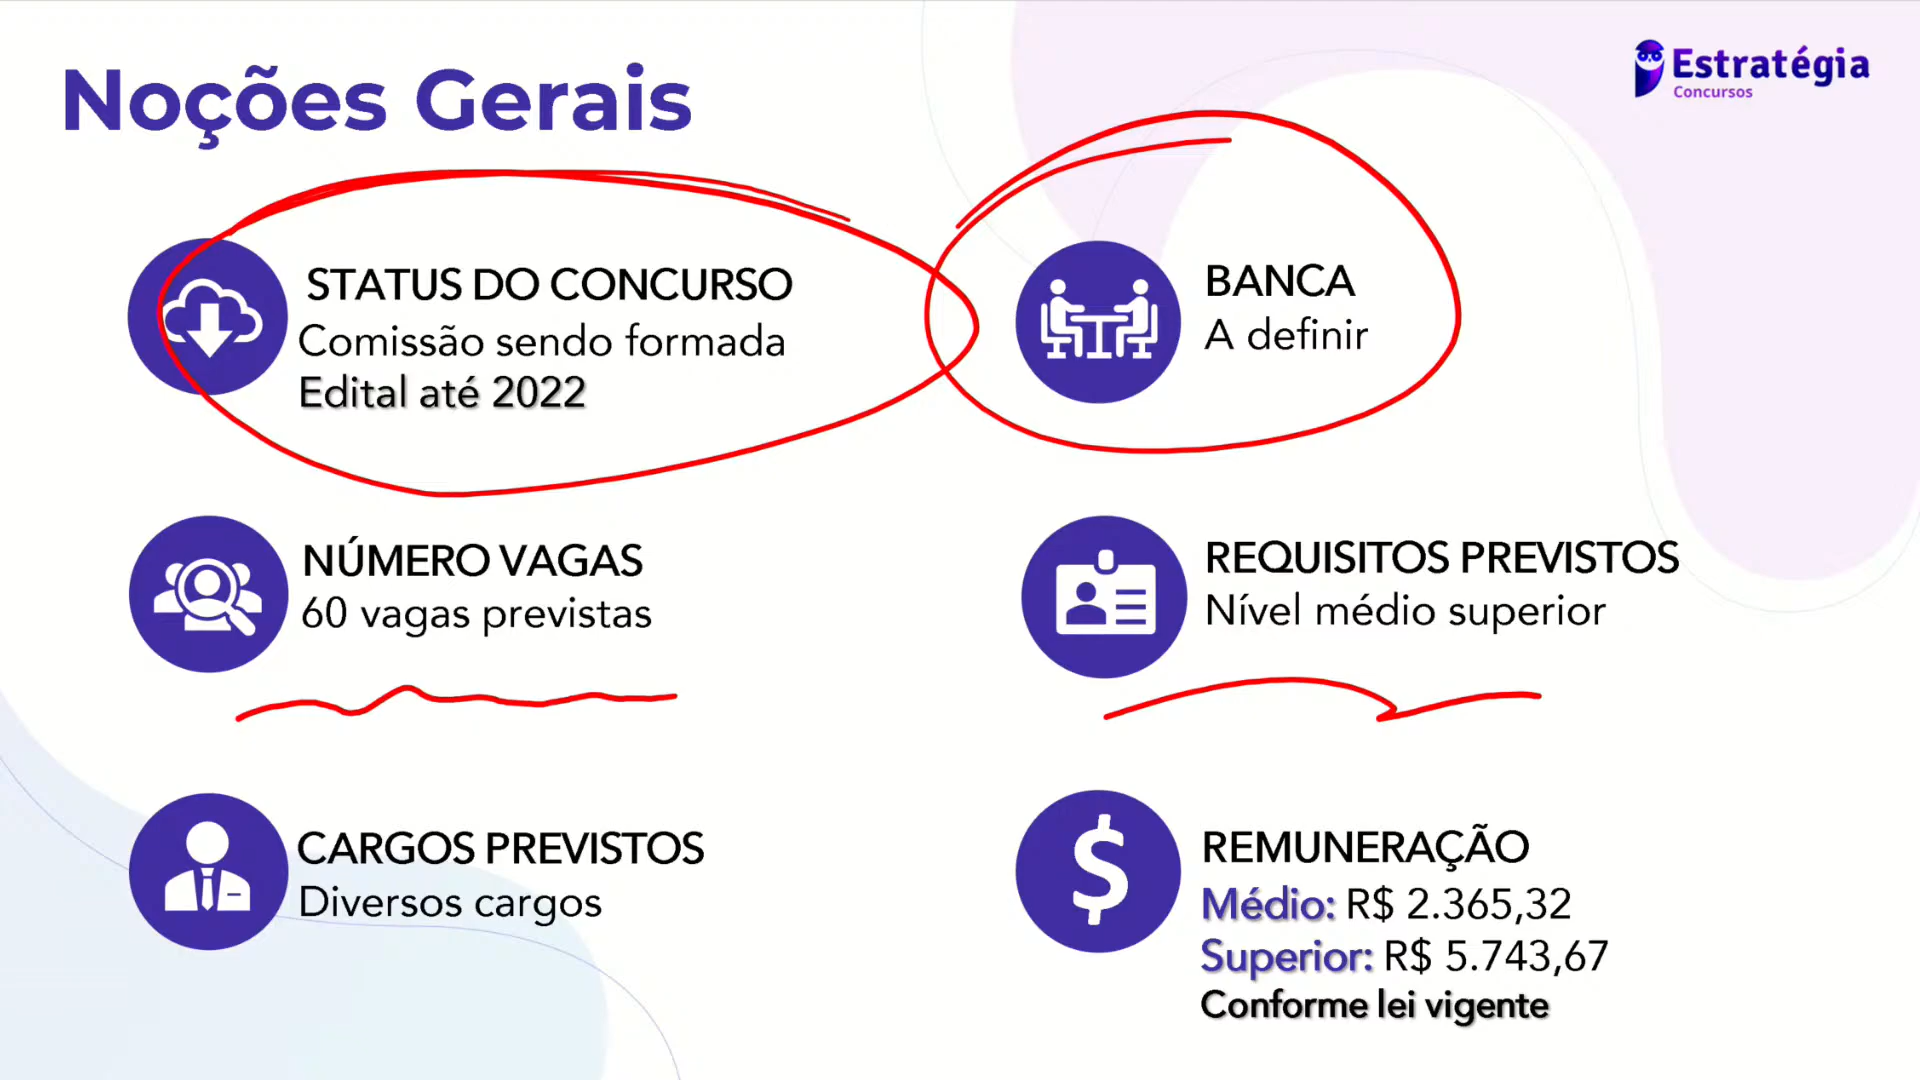 Noções Gerais
Estratégia
Concursos
STATUS DO CONCURSO
Comissão sendo formada
Edital até 2022
BANCA
A definir
NÚMERO VAGAS
60 vagas previstas
REQUISITOS PREVISTOS
Nível médio superior
CARGOS PREVISTOS
Diversos cargos
REMUNERAÇÃO
Médio: R$ 2.365,32
Superior: R$ 5.743,67
Conforme lei vigente